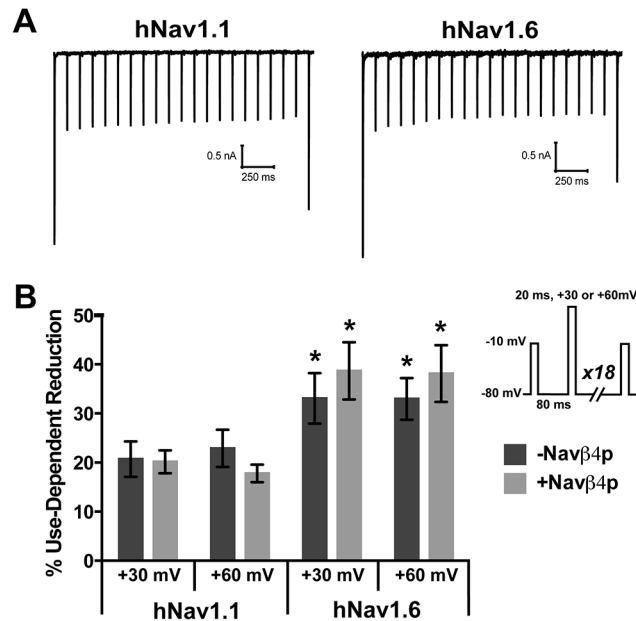 A
hNav1.1
hNav1.6
0.5 nA
250 ms
0.5 nA
250 ms
B
% Use-Dependent Reduction
50
40
30
20
10
0
* * * *
+30 mV
+60 mV
+30 mV
+60 mV
hNav1.1
hNav1.6
20 ms, +30 or +60mV
-10 mV
x18
-80 mV
80 ms
-Navβ4p
+Navβ4p